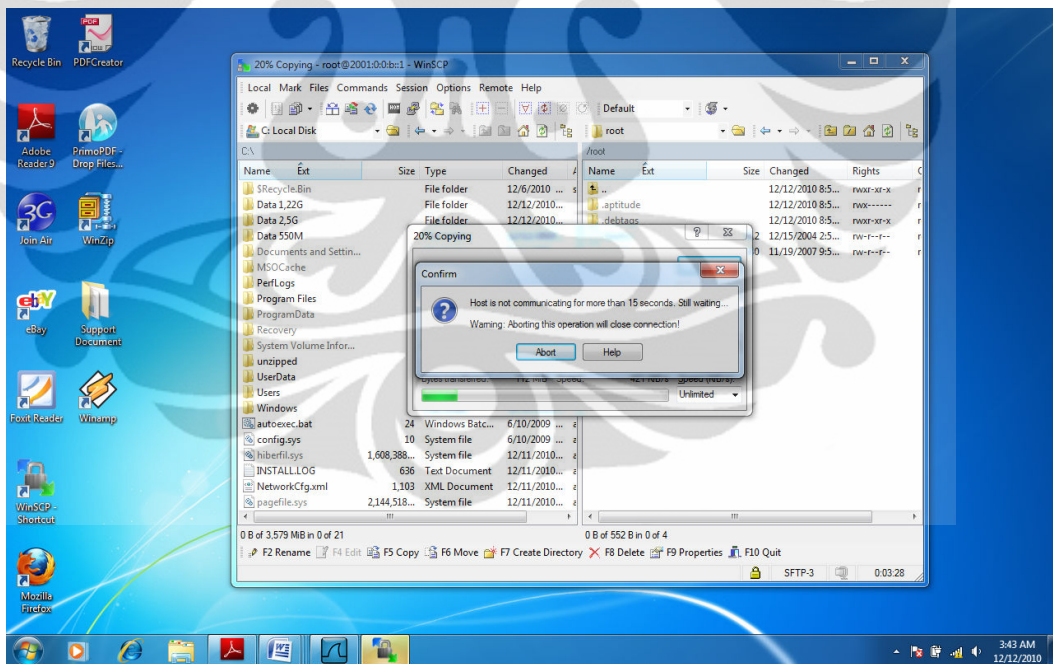 Recycle Bin
PDFCreator
Adobe Reader 9
PrimoPDF - Drop Files...
3G
Join Air
WinZip
ebY
eBay
Support Document
Foxit Reader
Winamp
WinSCP - Shortcut
Mozilla Firefox
20% Copying - root@2001:0:0:b::1 - WinSCP
Local Mark Files Commands Session Options Remote Help
Default
C: Local Disk
root
C:\
/root
Name Ext Size Type Changed
Name Ext Size Changed Rights
$Recycle.Bin File folder 12/6/2010 ... s
.. 12/12/2010 8:5... rwxr-xr-x r
Data 1,22G File folder 12/12/2010...
.aptitude 12/12/2010 8:5... rwx------ r
Data 2,5G File folder 12/12/2010...
.debtags 12/12/2010 8:5... rwxr-xr-x r
Data 550M
2 12/15/2004 2:5... rw-r--r-- r
Documents and Settin...
0 11/19/2007 9:5... rw-r--r-- r
MSOCache
PerfLogs
Program Files
ProgramData
Recovery
System Volume Infor...
unzipped
UserData
Users
Windows
autoexec.bat 24 Windows Batc... 6/10/2009 ... a
config.sys 10 System file 6/10/2009 ... a
hiberfil.sys 1,608,388... System file 12/11/2010... a
INSTALL.LOG 636 Text Document 12/11/2010... a
NetworkCfg.xml 1,103 XML Document 12/11/2010... a
pagefile.sys 2,144,518... System file 12/11/2010... a
20% Copying
Confirm
Host is not communicating for more than 15 seconds. Still waiting...
Warning: Aborting this operation will close connection!
Abort Help
Bytes transferred: 112 MiB Speed: Speed (KiB/s):
Unlimited
0 B of 3,579 MiB in 0 of 21
0 B of 552 B in 0 of 4
F2 Rename F4 Edit F5 Copy F6 Move F7 Create Directory F8 Delete F9 Properties F10 Quit
SFTP-3 0:03:28
3:43 AM
12/12/2010